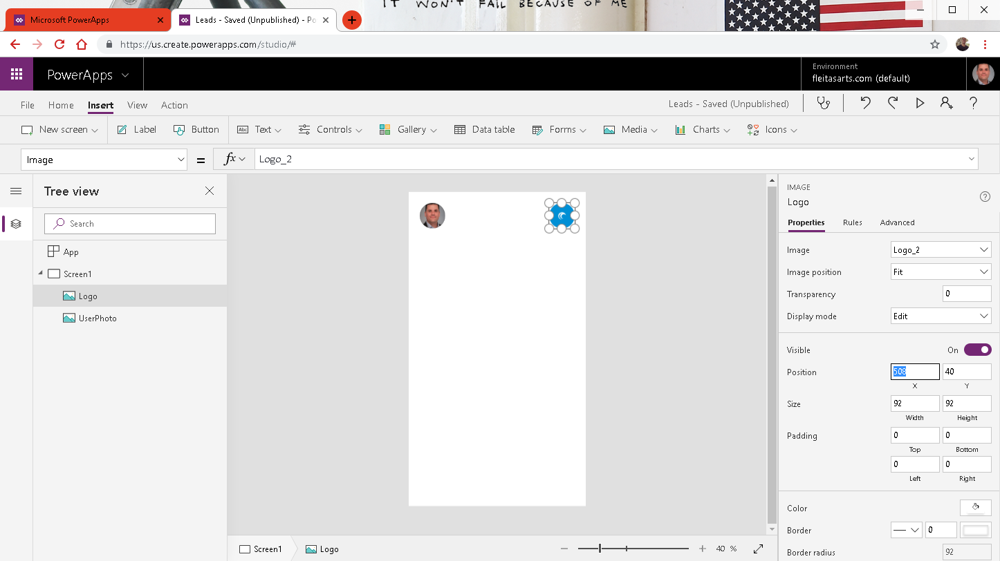 IT WON'T FAIL BECAUSE OF ME
Microsoft PowerApps
Leads - Saved (Unpublished) - Po
https://us.create.powerapps.com/studio/#
PowerApps
Environment
fleitasarts.com (default)
File Home Insert View Action
Leads - Saved (Unpublished)
New screen Label Button Text Controls Gallery Data table Forms Media Charts Icons
Image = fx Logo_2
Tree view
Search
App
Screen1
Logo
UserPhoto
IMAGE
Logo
Properties Rules Advanced
Image Logo_2
Image position Fit
Transparency 0
Display mode Edit
Visible On
Position 508 40
X Y
Size 92 92
Width Height
Padding 0 0
Top Bottom
0 0
Left Right
Color
Border 0
Border radius 92
Screen1 Logo
40 %